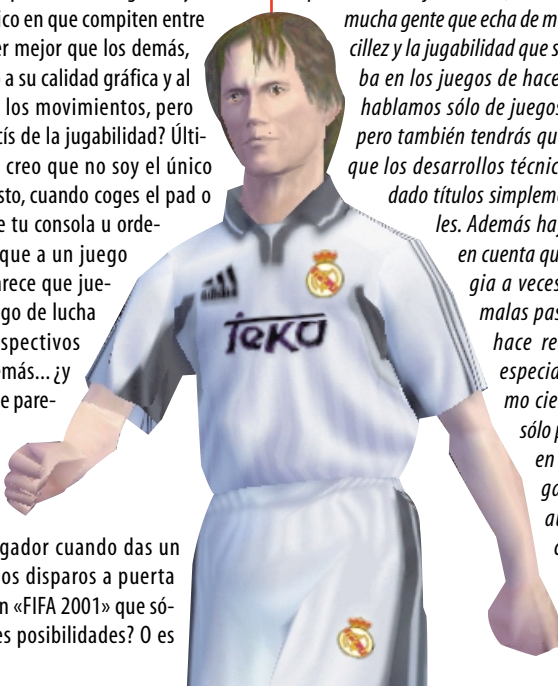 ico en que compiten entre
er mejor que los demás,
o a su calidad gráfica y al
los movimientos, pero
tís de la jugabilidad? Últi-
creo que no soy el único
sto, cuando coges el pad o
e tu consola u orde-
que a un juego
arece que jue-
go de lucha
spectivos
emás... ¿y
e pare-
gador cuando das un
os disparos a puerta
n «FIFA 2001» que só-
es posibilidades? O es
Teka
mucha gente que echa de m
cillez y la jugabilidad que s
ba en los juegos de hace
hablamos sólo de juegos
pero también tendrás qu
que los desarrollos técnic
dado títulos simpleme
les. Además hay
en cuenta qu
gia a veces
malas pas
hace re
especia
mo cie
sólo p
en
ga